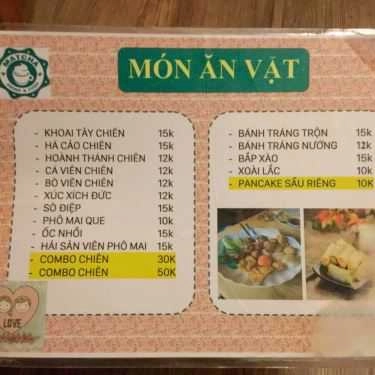 MATCHA
MÓN ĂN VẶT
- KHOAI TÂY CHIÊN 15k
- HÁ CẢO CHIÊN 15k
- HOÀNH THÁNH CHIÊN 12k
- CÁ VIÊN CHIÊN 12k
- BÒ VIÊN CHIÊN 12k
- XÚC XÍCH ĐỨC 12k
- SÒ ĐIỆP 15k
- PHÔ MAI QUE 10k
- ỐC NHỒI 15k
- HẢI SẢN VIÊN PHÔ MAI 15k
- COMBO CHIÊN 30K
- COMBO CHIÊN 50K
- BÁNH TRÁNG TRỘN 15k
- BÁNH TRÁNG NƯỚNG 12k
- BẮP XÀO 15k
- XOÀI LẮC 10k
- PANCAKE SẦU RIÊNG 10K
LOVE